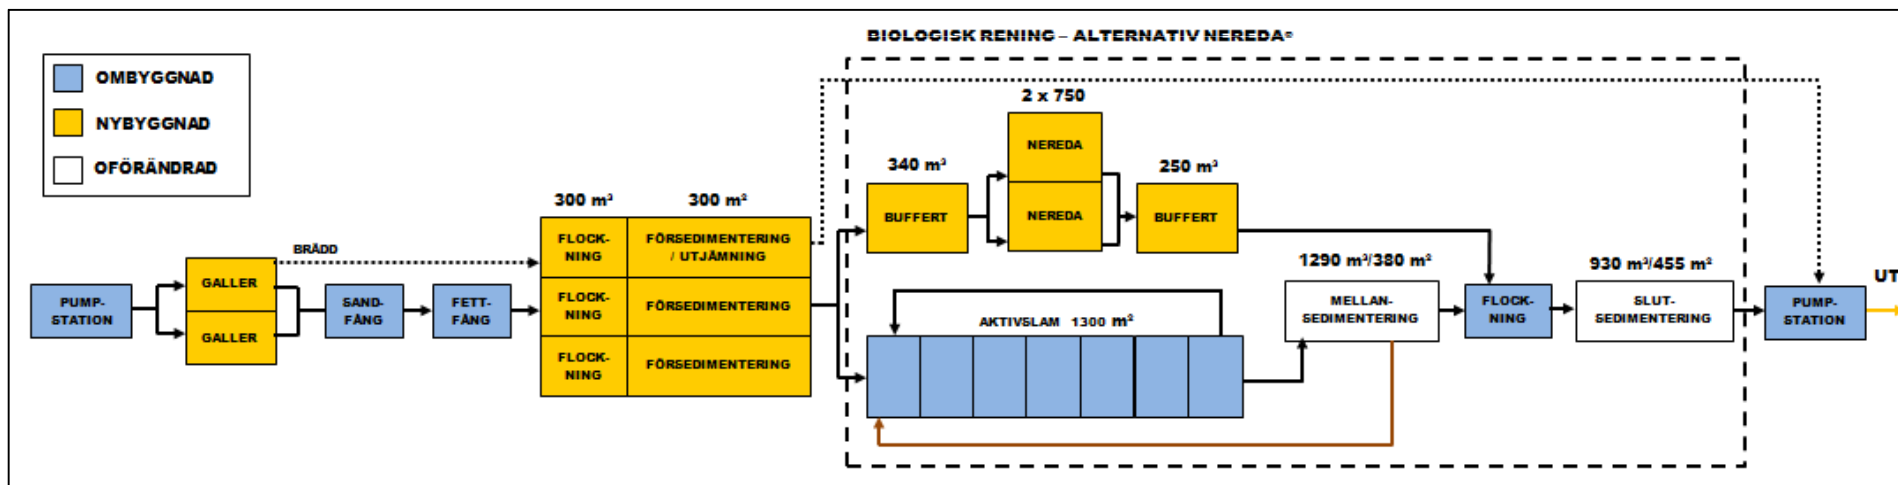 BIOLOGISK RENING – ALTERNATIV NEREDA®
OMBYGGNAD
NYBYGGNAD
OFÖRÄNDRAD
2 x 750
NEREDA
NEREDA
340 m³
BUFFERT
250 m³
BUFFERT
300 m³
300 m²
FLOCK-
NING
FÖRSEDIMENTERING
/ UTJÄMNING
FLOCK-
NING
FÖRSEDIMENTERING
FLOCK-
NING
FÖRSEDIMENTERING
BRÄDD
PUMP-
STATION
GALLER
GALLER
SAND-
FÅNG
FETT-
FÅNG
AKTIVSLAM 1300 m²
1290 m³/380 m²
MELLAN-
SEDIMENTERING
FLOCK-
NING
930 m³/455 m²
SLUT-
SEDIMENTERING
PUMP-
STATION
UT